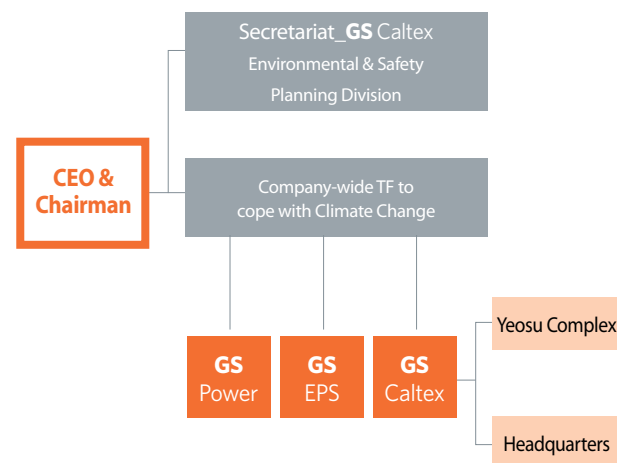 Secretariat_GS Caltex
Environmental & Safety
Planning Division
CEO &
Chairman
Company-wide TF to
cope with Climate Change
GS
Power
GS
EPS
GS
Caltex
Yeosu Complex
Headquarters